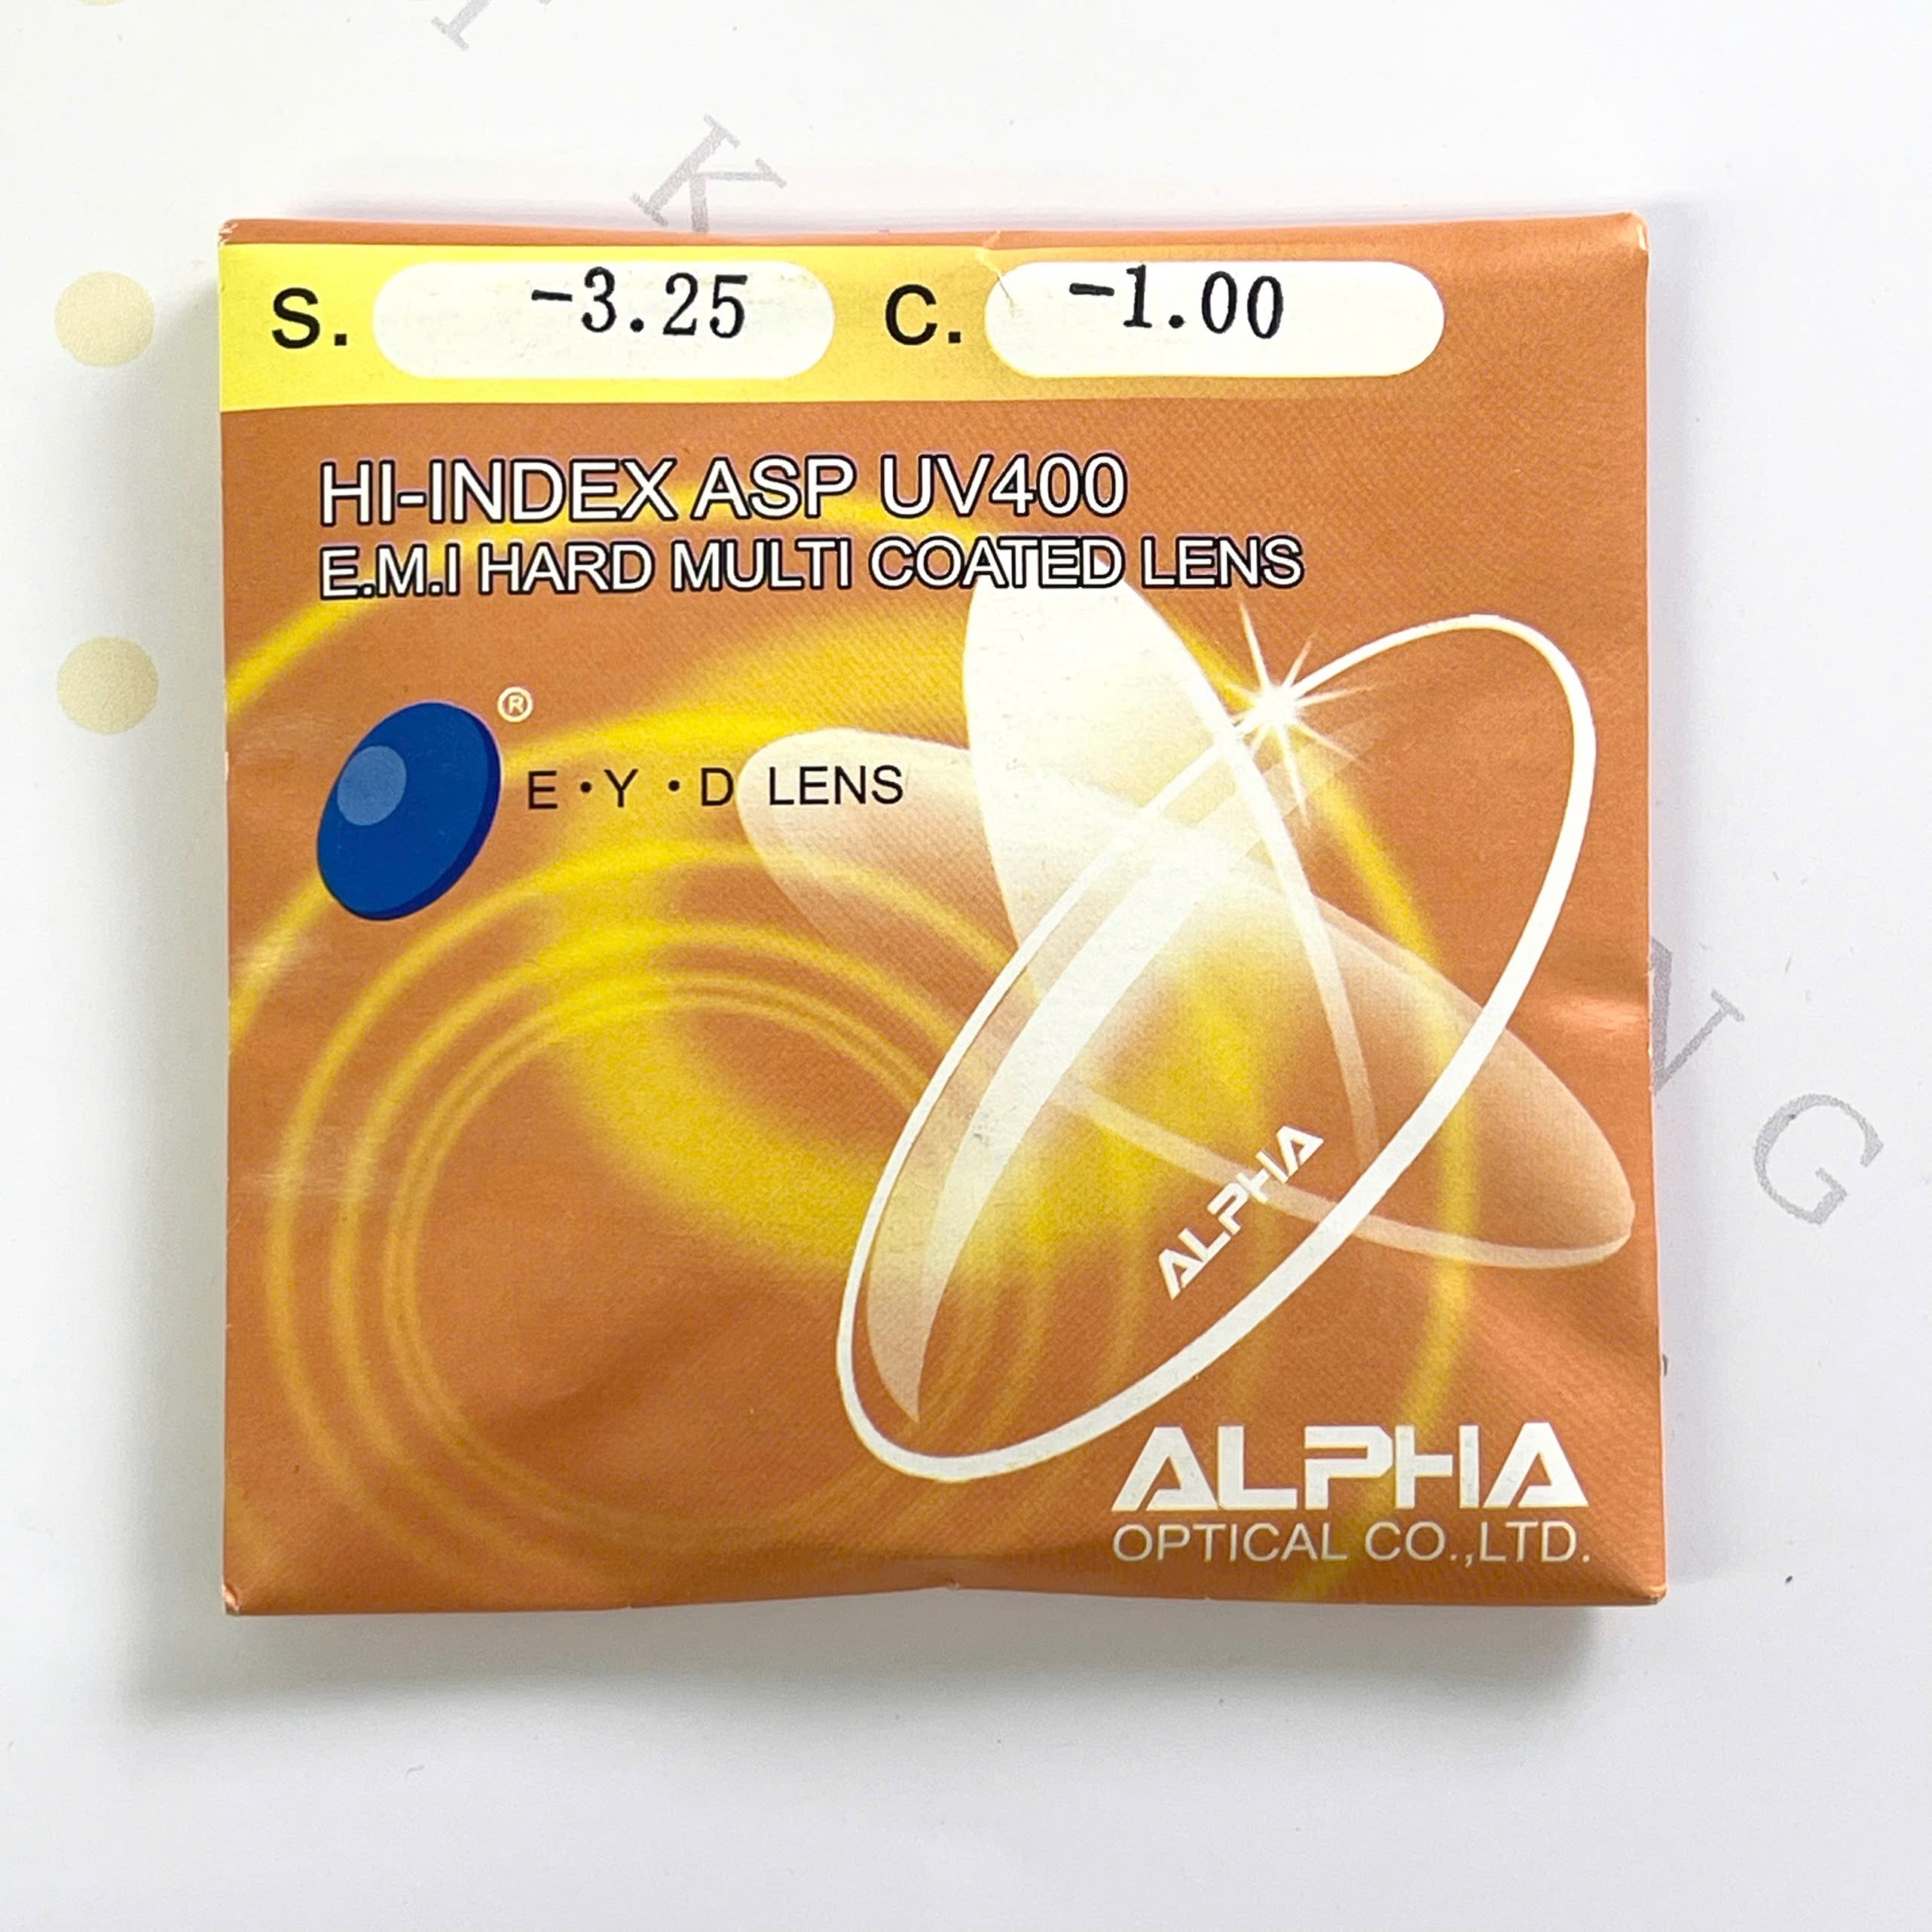 K
S. -3.25 C. -1.00
HI-INDEX ASP UV400
E.M.I HARD MULTI COATED LENS
®
E·Y·D LENS
N
G
ALPHA
ALPHA
OPTICAL CO.,LTD.